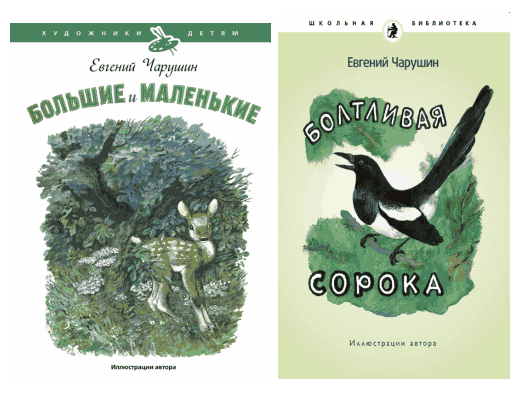 ХУДОЖНИКИ ДЕТЯМ
Евгений Чарушин
БОЛЬШИЕ и МАЛЕНЬКИЕ
Иллюстрации автора
ШКОЛЬНАЯ БИБЛИОТЕКА
Евгений Чарушин
БОЛТЛИВАЯ
СОРОКА
Иллюстрации автора